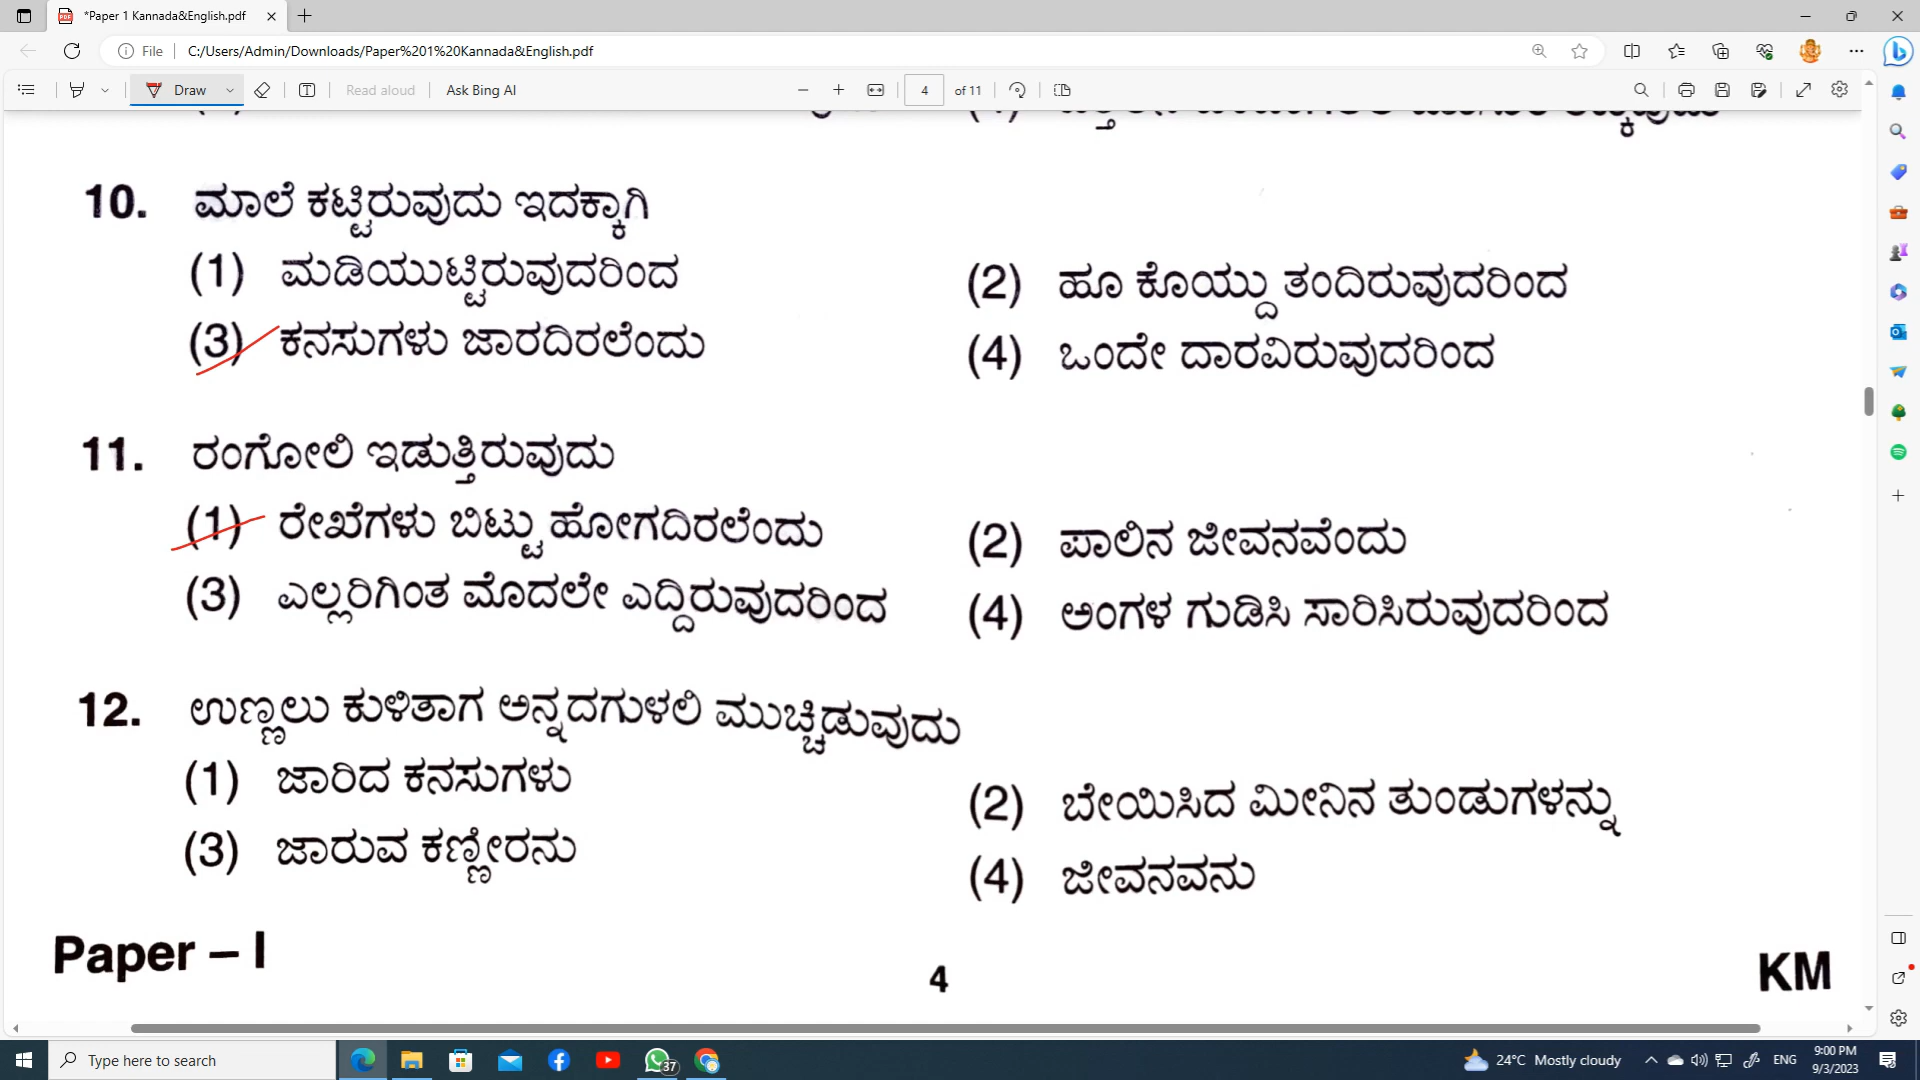 *Paper 1 Kannada&English.pdf
File C:/Users/Admin/Downloads/Paper%201%20Kannada&English.pdf
Draw Read aloud Ask Bing AI 4 of 11
10. ಮಾಲೆ ಕಟ್ಟಿರುವುದು ಇದಕ್ಕಾಗಿ
(1) ಮಡಿಯುಟ್ಟಿರುವುದರಿಂದ (2) ಹೂ ಕೊಯ್ದು ತಂದಿರುವುದರಿಂದ
(3) ಕನಸುಗಳು ಜಾರದಿರಲೆಂದು (4) ಒಂದೇ ದಾರವಿರುವುದರಿಂದ
11. ರಂಗೋಲಿ ಇಡುತ್ತಿರುವುದು
(1) ರೇಖೆಗಳು ಬಿಟ್ಟು ಹೋಗದಿರಲೆಂದು (2) ಪಾಲಿನ ಜೀವನವೆಂದು
(3) ಎಲ್ಲರಿಗಿಂತ ಮೊದಲೇ ಎದ್ದಿರುವುದರಿಂದ (4) ಅಂಗಳ ಗುಡಿಸಿ ಸಾರಿಸಿರುವುದರಿಂದ
12. ಉಣ್ಣಲು ಕುಳಿತಾಗ ಅನ್ನದಗುಳಲಿ ಮುಚ್ಚಿಡುವುದು
(1) ಜಾರಿದ ಕನಸುಗಳು (2) ಬೇಯಿಸಿದ ಮೀನಿನ ತುಂಡುಗಳನ್ನು
(3) ಜಾರುವ ಕಣ್ಣೀರನು (4) ಜೀವನವನು
Paper – I 4 KM
Type here to search 37 24°C Mostly cloudy ENG 9:00 PM
9/3/2023